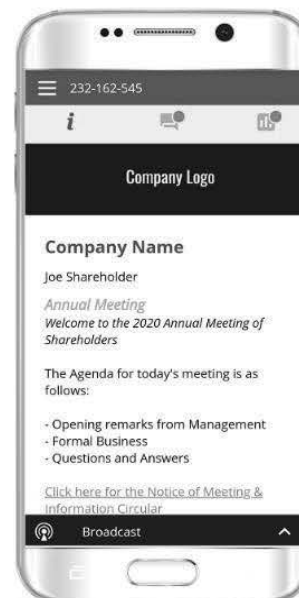 232-162-545
i
Company Logo
Company Name
Joe Shareholder
Annual Meeting
Welcome to the 2020 Annual Meeting of
Shareholders
The Agenda for today's meeting is as
follows:
- Opening remarks from Management
- Formal Business
- Questions and Answers
Click here for the Notice of Meeting &
Information Circular
Broadcast